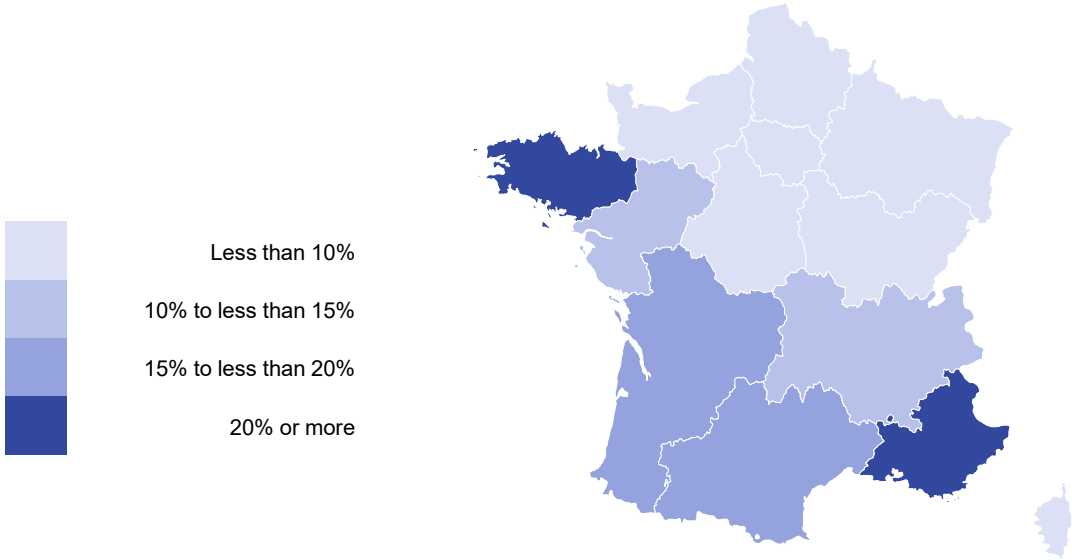 Less than 10%
10% to less than 15%
15% to less than 20%
20% or more